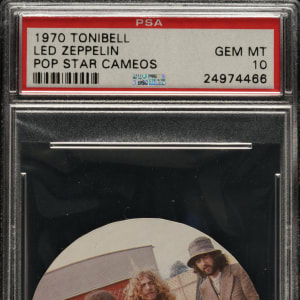 PSA
1970 TONIBELL
LED ZEPPELIN GEM MT
POP STAR CAMEOS 10
24974466